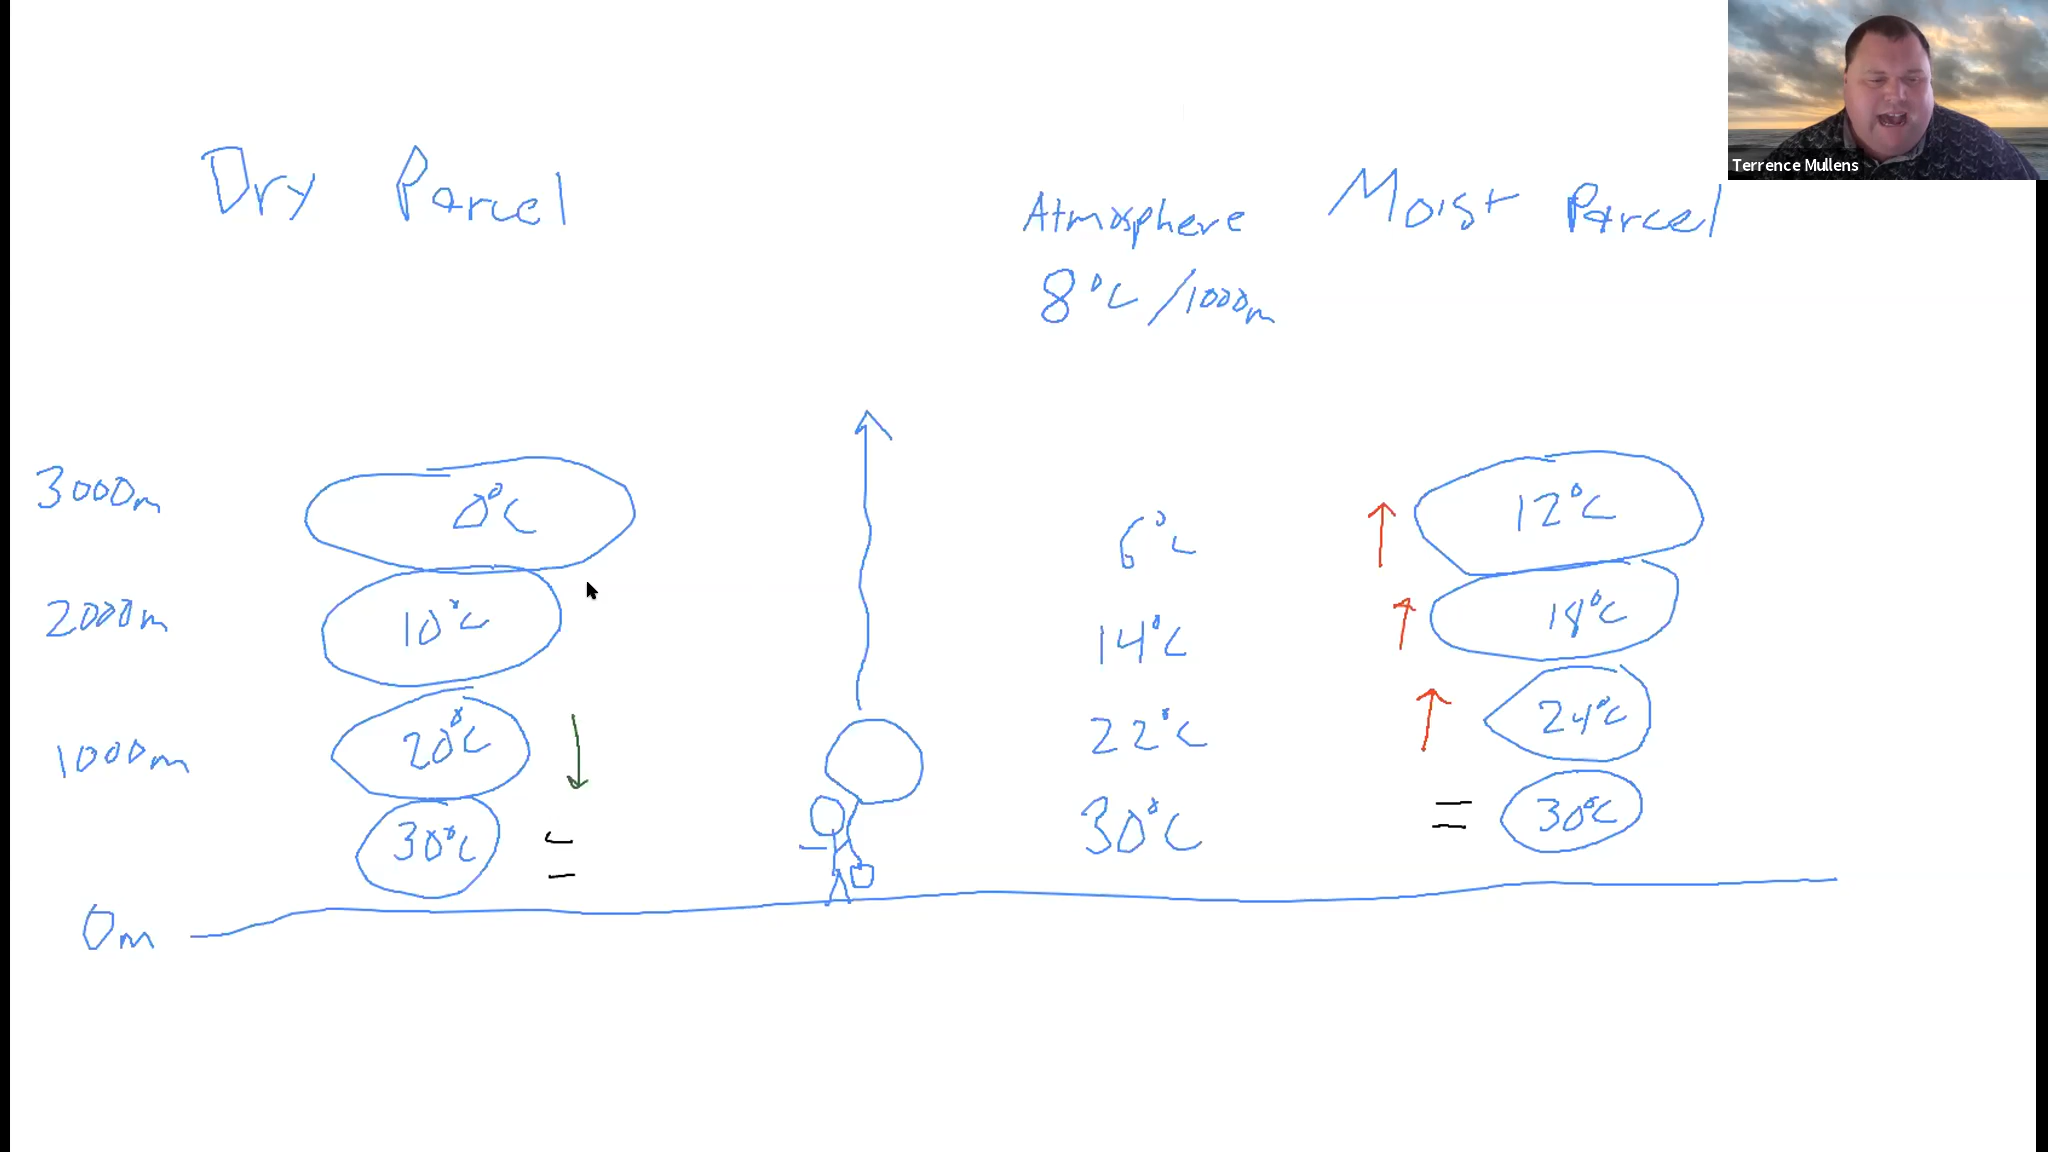 Terrence Mullens
Dry Parcel
Atmosphere
8°C/1000m
Moist Parcel
3000m
0°C
6°C
12°C
2000m
10°C
14°C
18°C
1000m
20°C
22°C
24°C
30°C
=
30°C
=
30°C
0m